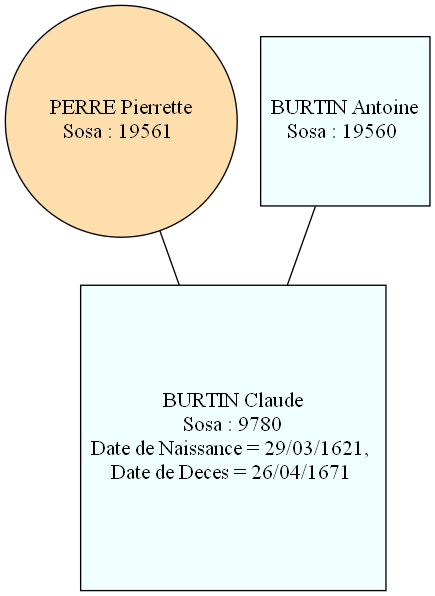 PERRE Pierrette
Sosa : 19561
BURTIN Antoine
Sosa : 19560
BURTIN Claude
Sosa : 9780
Date de Naissance = 29/03/1621,
Date de Deces = 26/04/1671